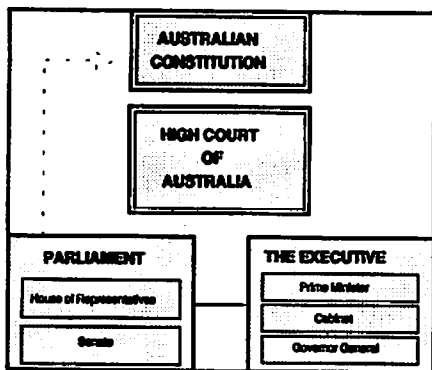 AUSTRALIAN
CONSTITUTION
HIGH COURT
OF
AUSTRALIA
PARLIAMENT
House of Representatives
Senate
THE EXECUTIVE
Prime Minister
Cabinet
Governor General